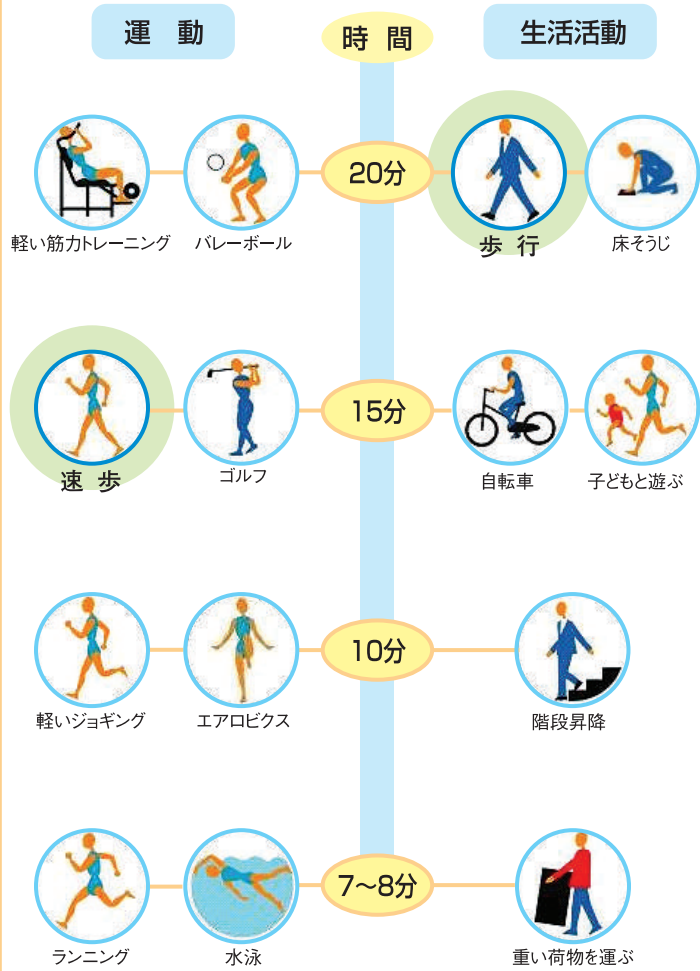 運 動
時 間
生活活動
20分
軽い筋力トレーニング
バレーボール
歩 行
床そうじ
15分
速 歩
ゴルフ
自転車
子どもと遊ぶ
10分
軽いジョギング
エアロビクス
階段昇降
7～8分
ランニング
水泳
重い荷物を運ぶ